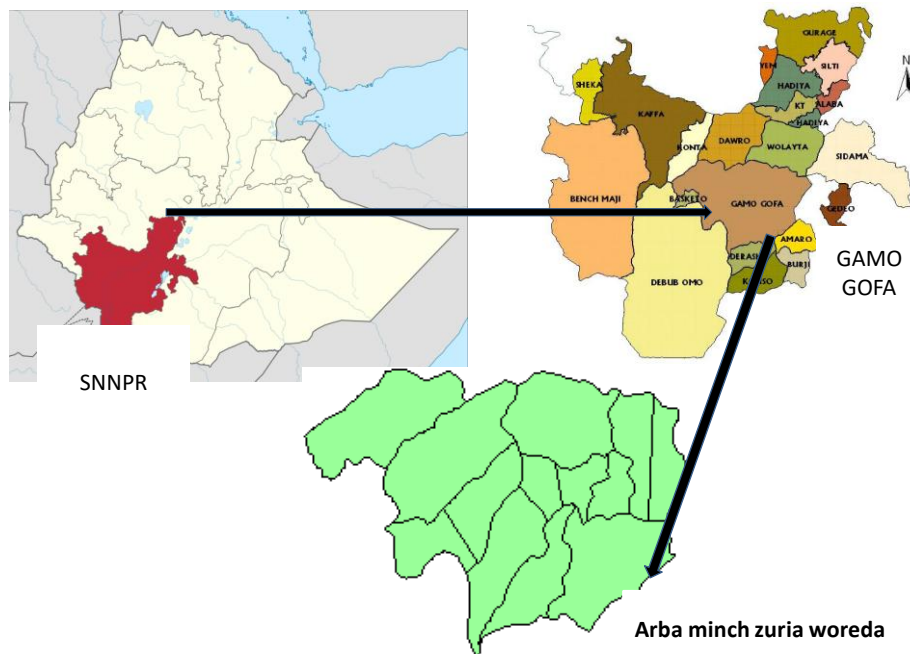 GURAGE
N
YEM
SILTI
SHEKA
HADIYA
KT
ALABA
KAFFA
HADIYA
DAWRO
KONTA
WOLAYTA
SIDAMA
BENCH MAJI
BASKETO
GAMO GOFA
GEDEO
AMARO
DERASHE
BURJI
GAMO
GOFA
DEBUB OMO
KONSO
SNNPR
Arba minch zuria woreda